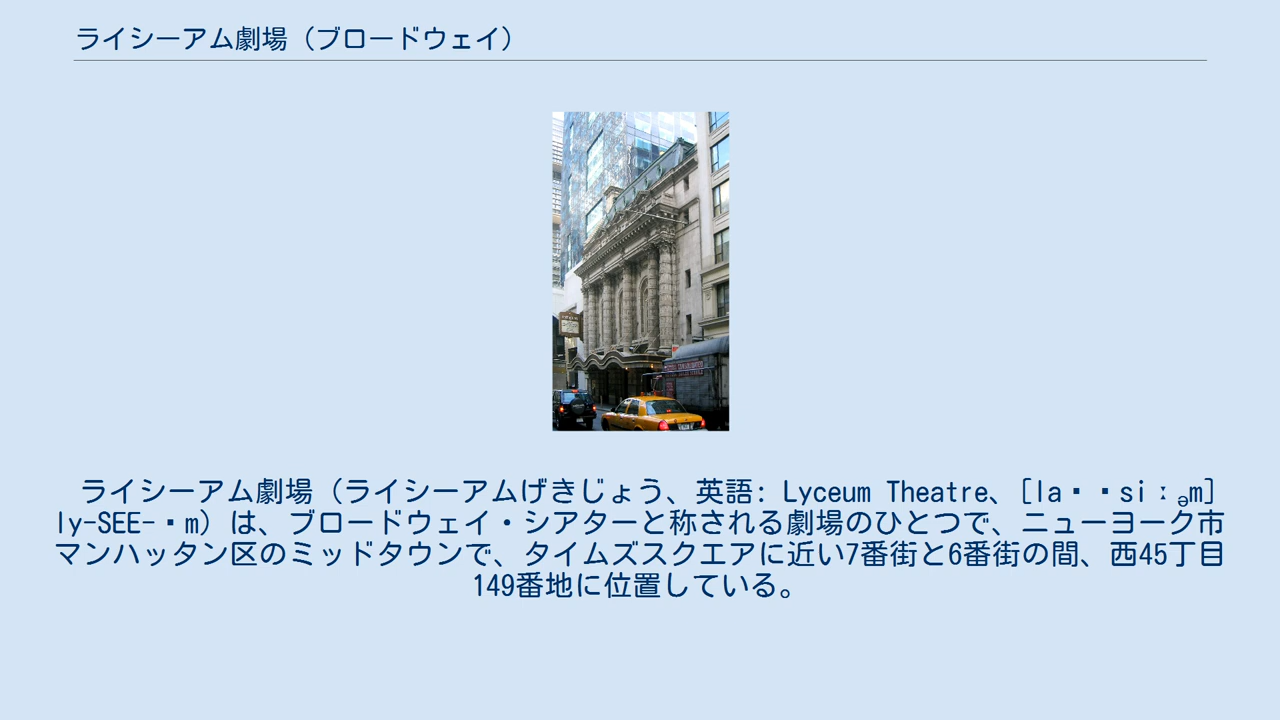 ライシーアム劇場（ブロードウェイ）
ライシーアム劇場（ライシーアムげきじょう、英語: Lyceum Theatre、[la▪▪siːəm]
ly-SEE-▪m）は、ブロードウェイ・シアターと称される劇場のひとつで、ニューヨーク市
マンハッタン区のミッドタウンで、タイムズスクエアに近い7番街と6番街の間、西45丁目
149番地に位置している。